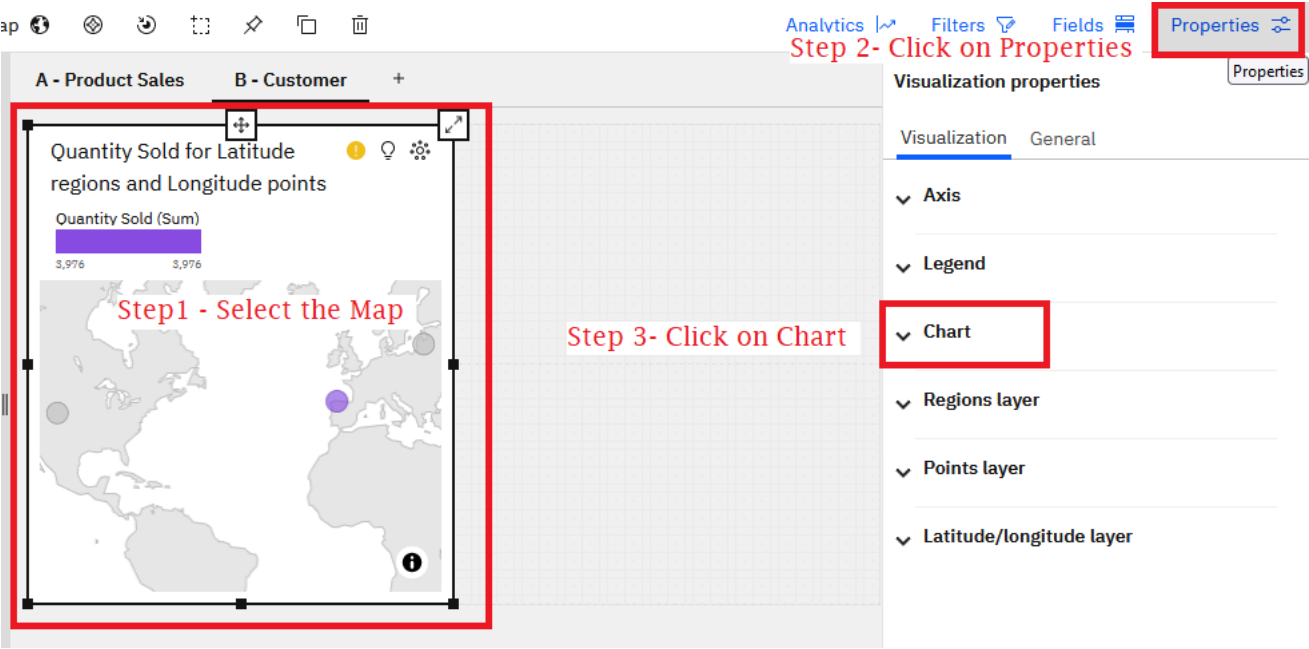 ap
Analytics Filters Fields Properties
Step 2- Click on Properties
Properties
A - Product Sales B - Customer +
Visualization properties
Visualization General
Quantity Sold for Latitude
regions and Longitude points
Quantity Sold (Sum)
3,976 3,976
Step1 - Select the Map
Step 3- Click on Chart
Axis
Legend
Chart
Regions layer
Points layer
Latitude/longitude layer